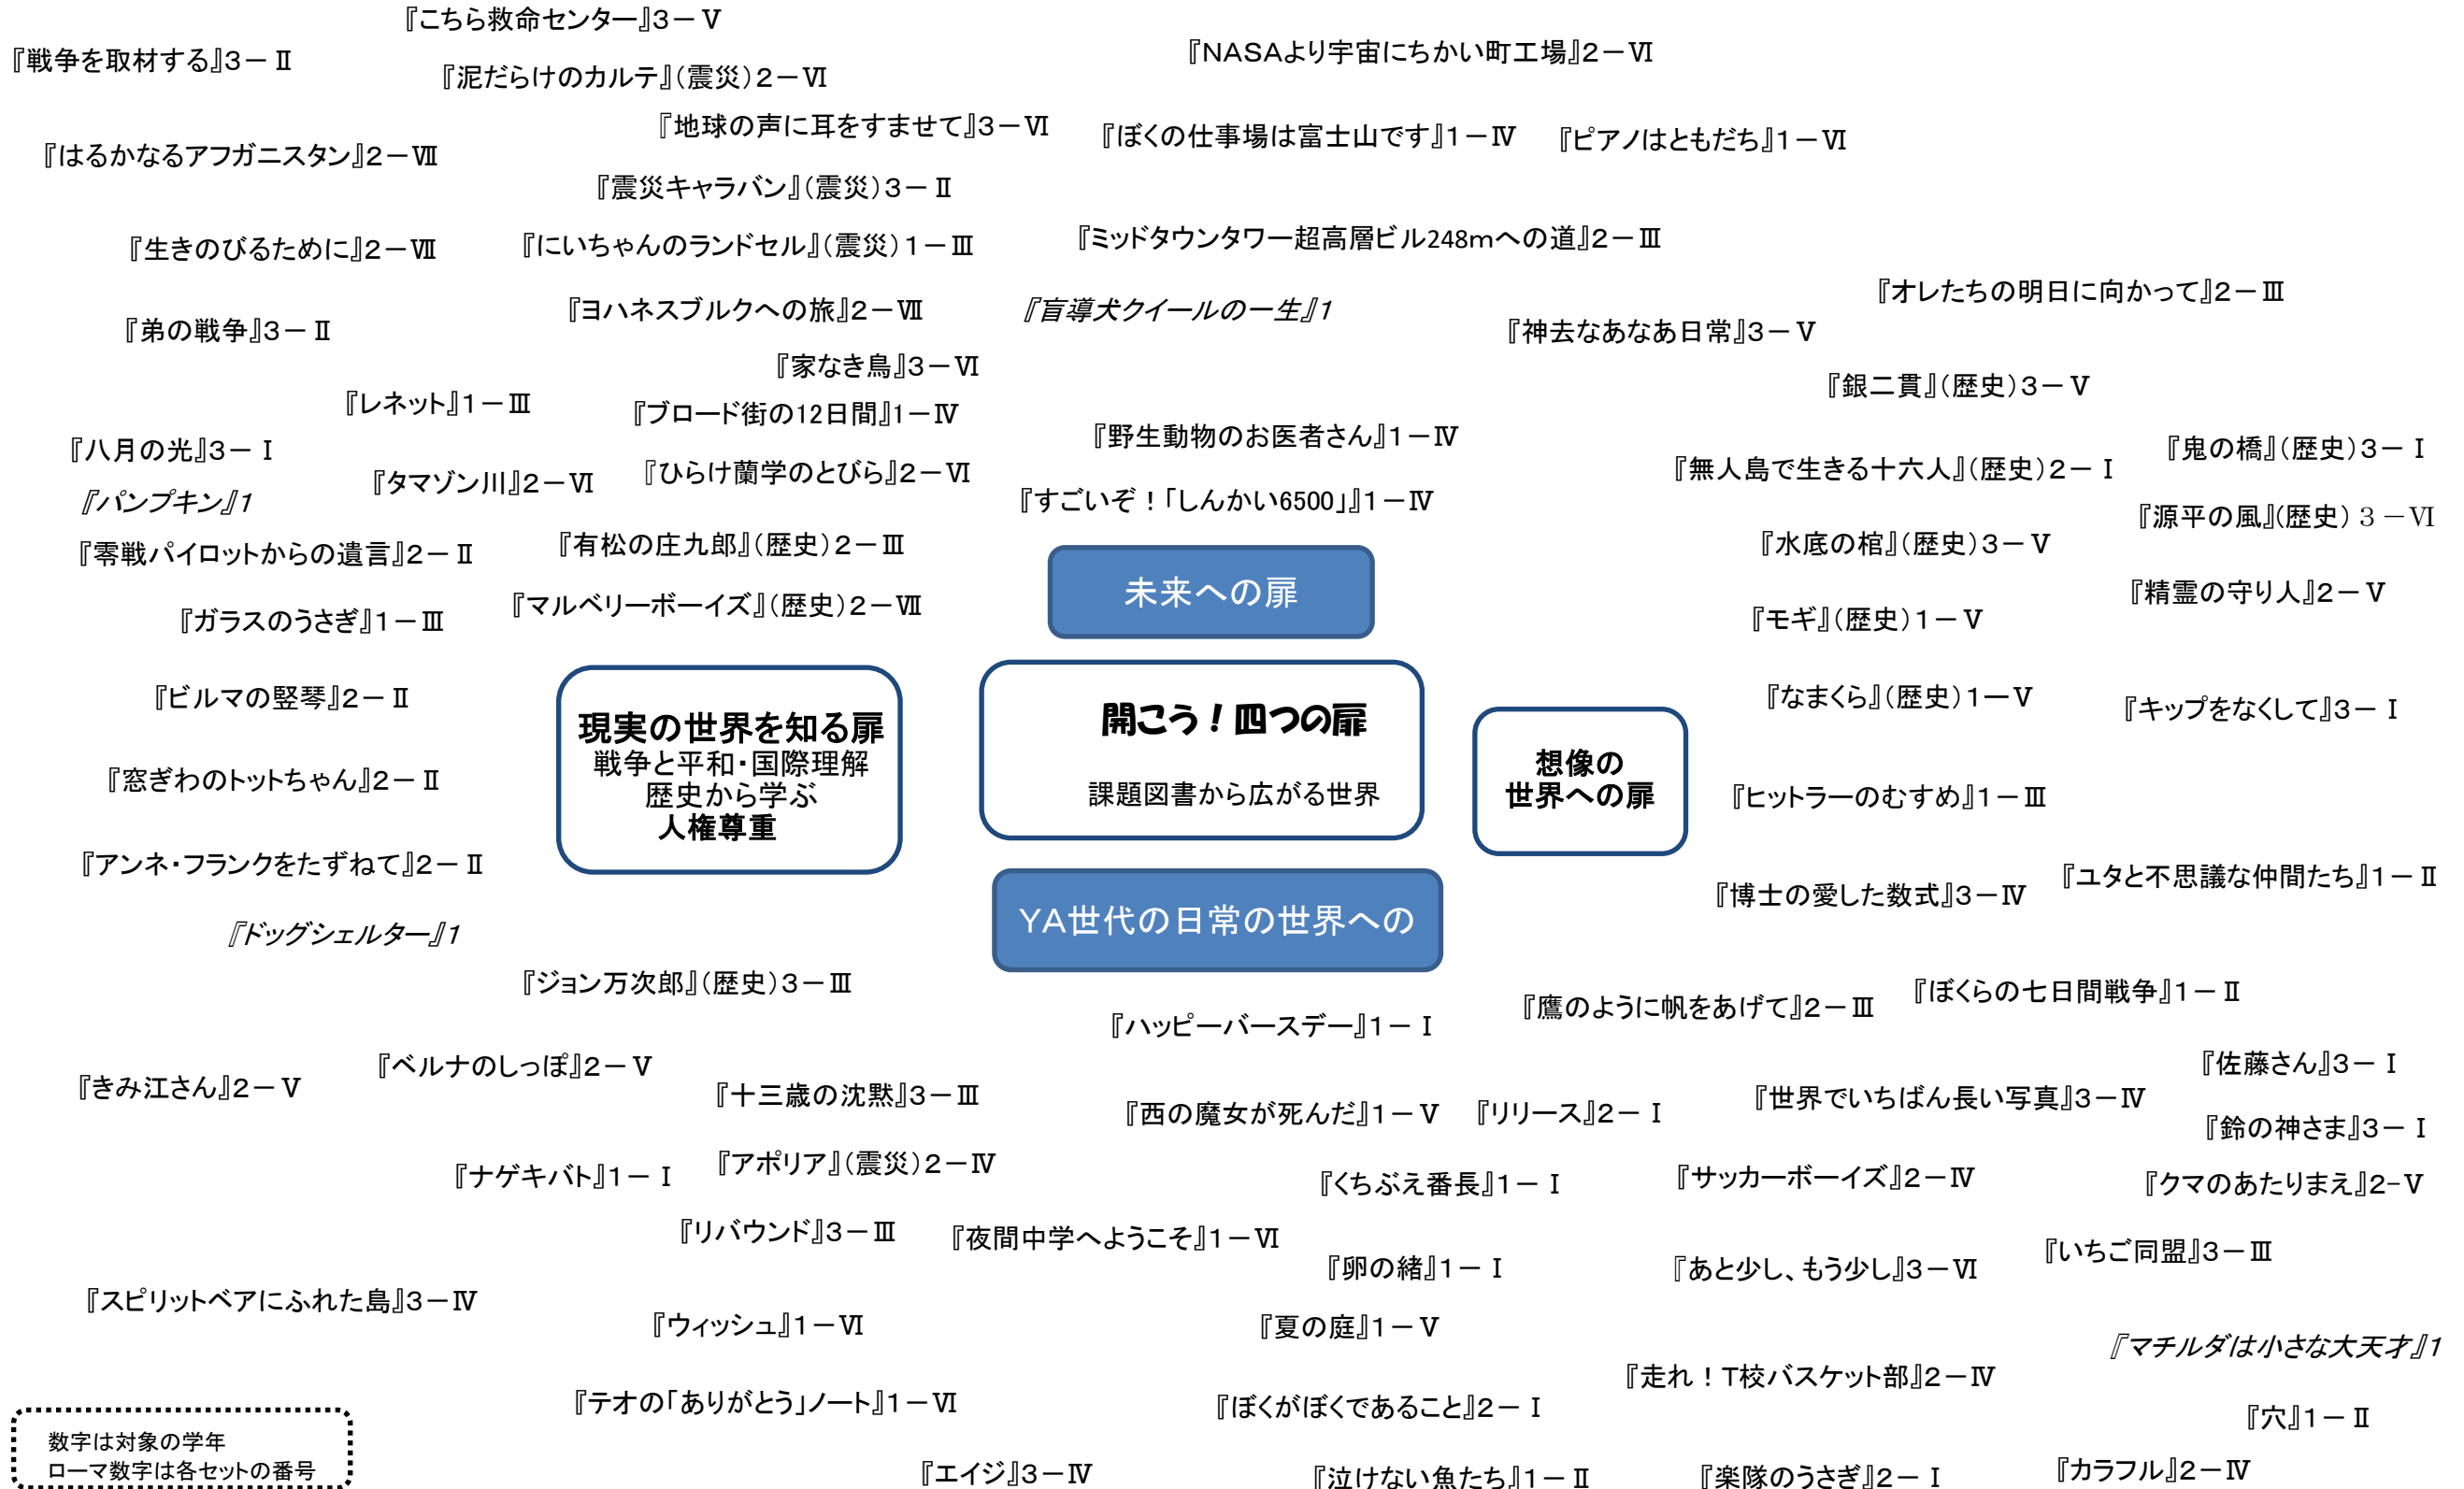 『こちら救命センター』3－Ⅴ
『戦争を取材する』3－Ⅱ
『NASAより宇宙にちかい町工場』2－Ⅵ
『泥だらけのカルテ』（震災）2－Ⅵ
『地球の声に耳をすませて』3－Ⅵ
『ぼくの仕事場は富士山です』1－Ⅳ
『ピアノはともだち』1－Ⅵ
『はるかなるアフガニスタン』2－Ⅶ
『震災キャラバン』（震災）3－Ⅱ
『生きのびるために』2－Ⅶ
『にいちゃんのランドセル』（震災）1－Ⅲ
『ミッドタウンタワー超高層ビル248mへの道』2－Ⅲ
『オレたちの明日に向かって』2－Ⅲ
『弟の戦争』3－Ⅱ
『ヨハネスブルクへの旅』2－Ⅶ
『盲導犬クイールの一生』1
『神去なあなあ日常』3－Ⅴ
『家なき鳥』3－Ⅵ
『銀二貫』（歴史）3－Ⅴ
『レネット』1－Ⅲ
『ブロード街の12日間』1－Ⅳ
『野生動物のお医者さん』1－Ⅳ
『八月の光』3－Ⅰ
『鬼の橋』（歴史）3－Ⅰ
『タマゾン川』2－Ⅵ
『ひらけ蘭学のとびら』2－Ⅵ
『無人島で生きる十六人』（歴史）2－Ⅰ
『パンプキン』1
『すごいぞ！「しんかい6500」』1－Ⅳ
『源平の風』（歴史）３－Ⅵ
『零戦パイロットからの遺言』2－Ⅱ
『有松の庄九郎』（歴史）2－Ⅲ
『水底の棺』（歴史）3－Ⅴ
未来への扉
『精霊の守り人』2－Ⅴ
『ガラスのうさぎ』1－Ⅲ
『マルベリーボーイズ』（歴史）2－Ⅶ
『モギ』（歴史）1－Ⅴ
『ビルマの竪琴』2－Ⅱ
『なまくら』（歴史）1ーⅤ
『キップをなくして』3－Ⅰ
現実の世界を知る扉
戦争と平和・国際理解
歴史から学ぶ
人権尊重
開こう！四つの扉
課題図書から広がる世界
想像の
世界への扉
『窓ぎわのトットちゃん』2－Ⅱ
『ヒットラーのむすめ』1－Ⅲ
『アンネ・フランクをたずねて』2－Ⅱ
『博士の愛した数式』3－Ⅳ
『ユタと不思議な仲間たち』1－Ⅱ
『ドッグシェルター』1
YA世代の日常の世界への
『ジョン万次郎』（歴史）3－Ⅲ
『ハッピーバースデー』1－Ⅰ
『鷹のように帆をあげて』2－Ⅲ
『ぼくらの七日間戦争』1－Ⅱ
『きみ江さん』2－Ⅴ
『ベルナのしっぽ』2－Ⅴ
『佐藤さん』3－Ⅰ
『十三歳の沈黙』3－Ⅲ
『西の魔女が死んだ』1－Ⅴ
『リリース』2－Ⅰ
『世界でいちばん長い写真』3－Ⅳ
『鈴の神さま』3－Ⅰ
『ナゲキバト』1－Ⅰ
『アポリア』（震災）2－Ⅳ
『くちぶえ番長』1－Ⅰ
『サッカーボーイズ』2－Ⅳ
『クマのあたりまえ』2-Ⅴ
『リバウンド』3－Ⅲ
『夜間中学へようこそ』1－Ⅵ
『卵の緒』1－Ⅰ
『あと少し、もう少し』3－Ⅵ
『いちご同盟』3－Ⅲ
『スピリットベアにふれた島』3－Ⅳ
『ウィッシュ』1－Ⅵ
『夏の庭』1－Ⅴ
『マチルダは小さな大天才』1
『走れ！T校バスケット部』2－Ⅳ
『テオの「ありがとう」ノート』1－Ⅵ
『ぼくがぼくであること』2－Ⅰ
『穴』1－Ⅱ
数字は対象の学年
ローマ数字は各セットの番号
『エイジ』3－Ⅳ
『泣けない魚たち』1－Ⅱ
『楽隊のうさぎ』2－Ⅰ
『カラフル』2－Ⅳ